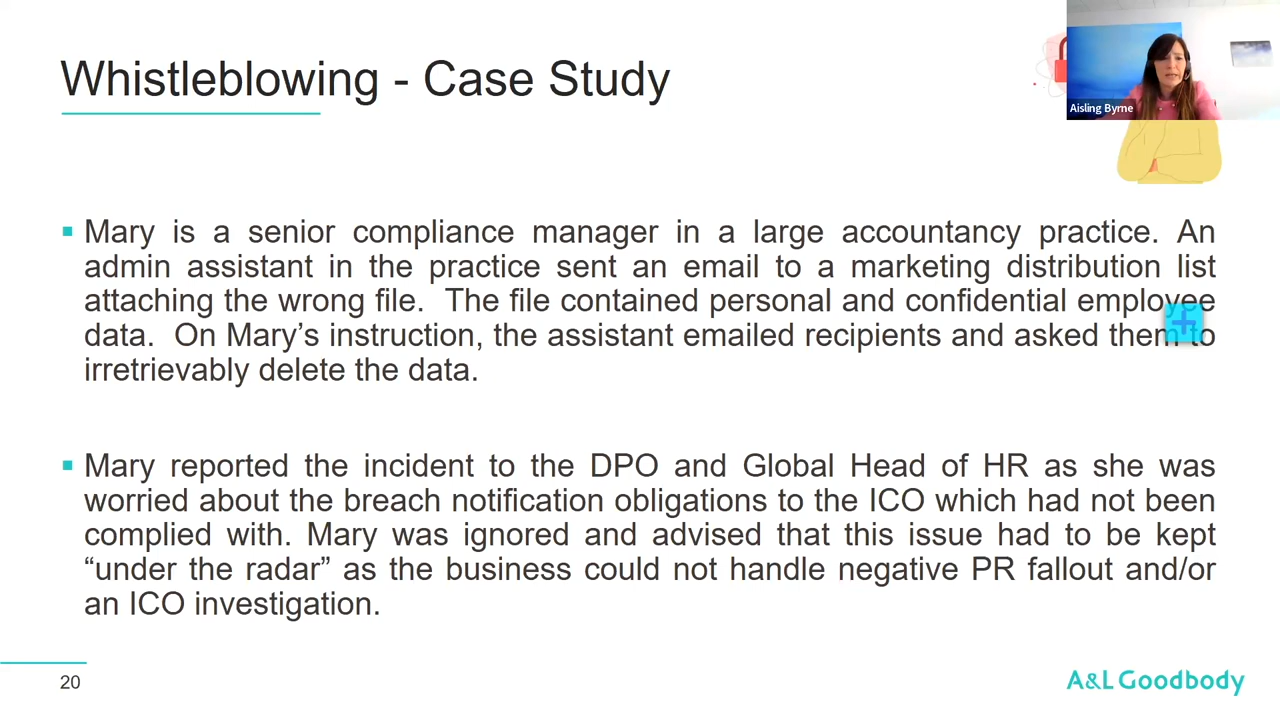 Whistleblowing - Case Study
Aisling Byrne
Mary is a senior compliance manager in a large accountancy practice. An
admin assistant in the practice sent an email to a marketing distribution list
attaching the wrong file. The file contained personal and confidential employee
data. On Mary’s instruction, the assistant emailed recipients and asked them to
irretrievably delete the data.
Mary reported the incident to the DPO and Global Head of HR as she was
worried about the breach notification obligations to the ICO which had not been
complied with. Mary was ignored and advised that this issue had to be kept
“under the radar” as the business could not handle negative PR fallout and/or
an ICO investigation.
20
A&L Goodbody